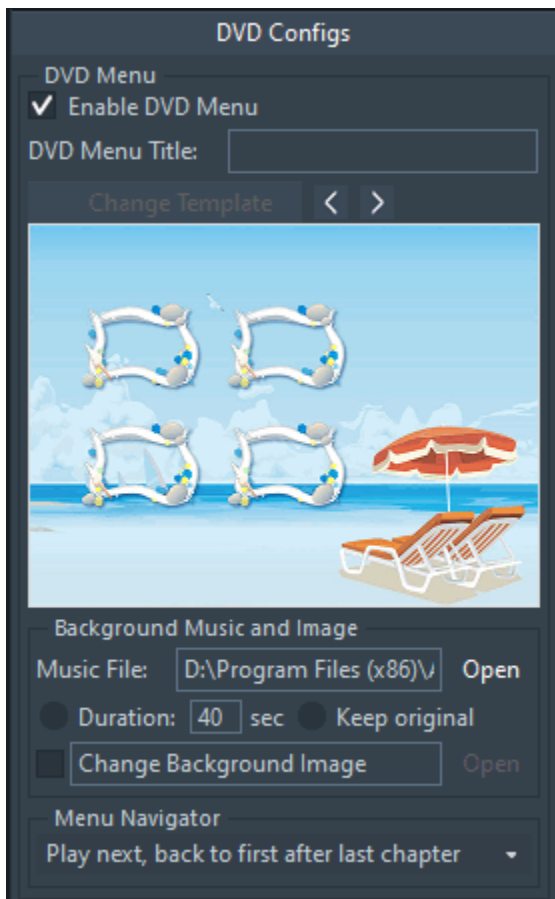 DVD Configs
DVD Menu
Enable DVD Menu
DVD Menu Title:
Change Template < >
Background Music and Image
Music File: D:\Program Files (x86)\ Open
Duration: 40 sec Keep original
Change Background Image Open
Menu Navigator
Play next, back to first after last chapter